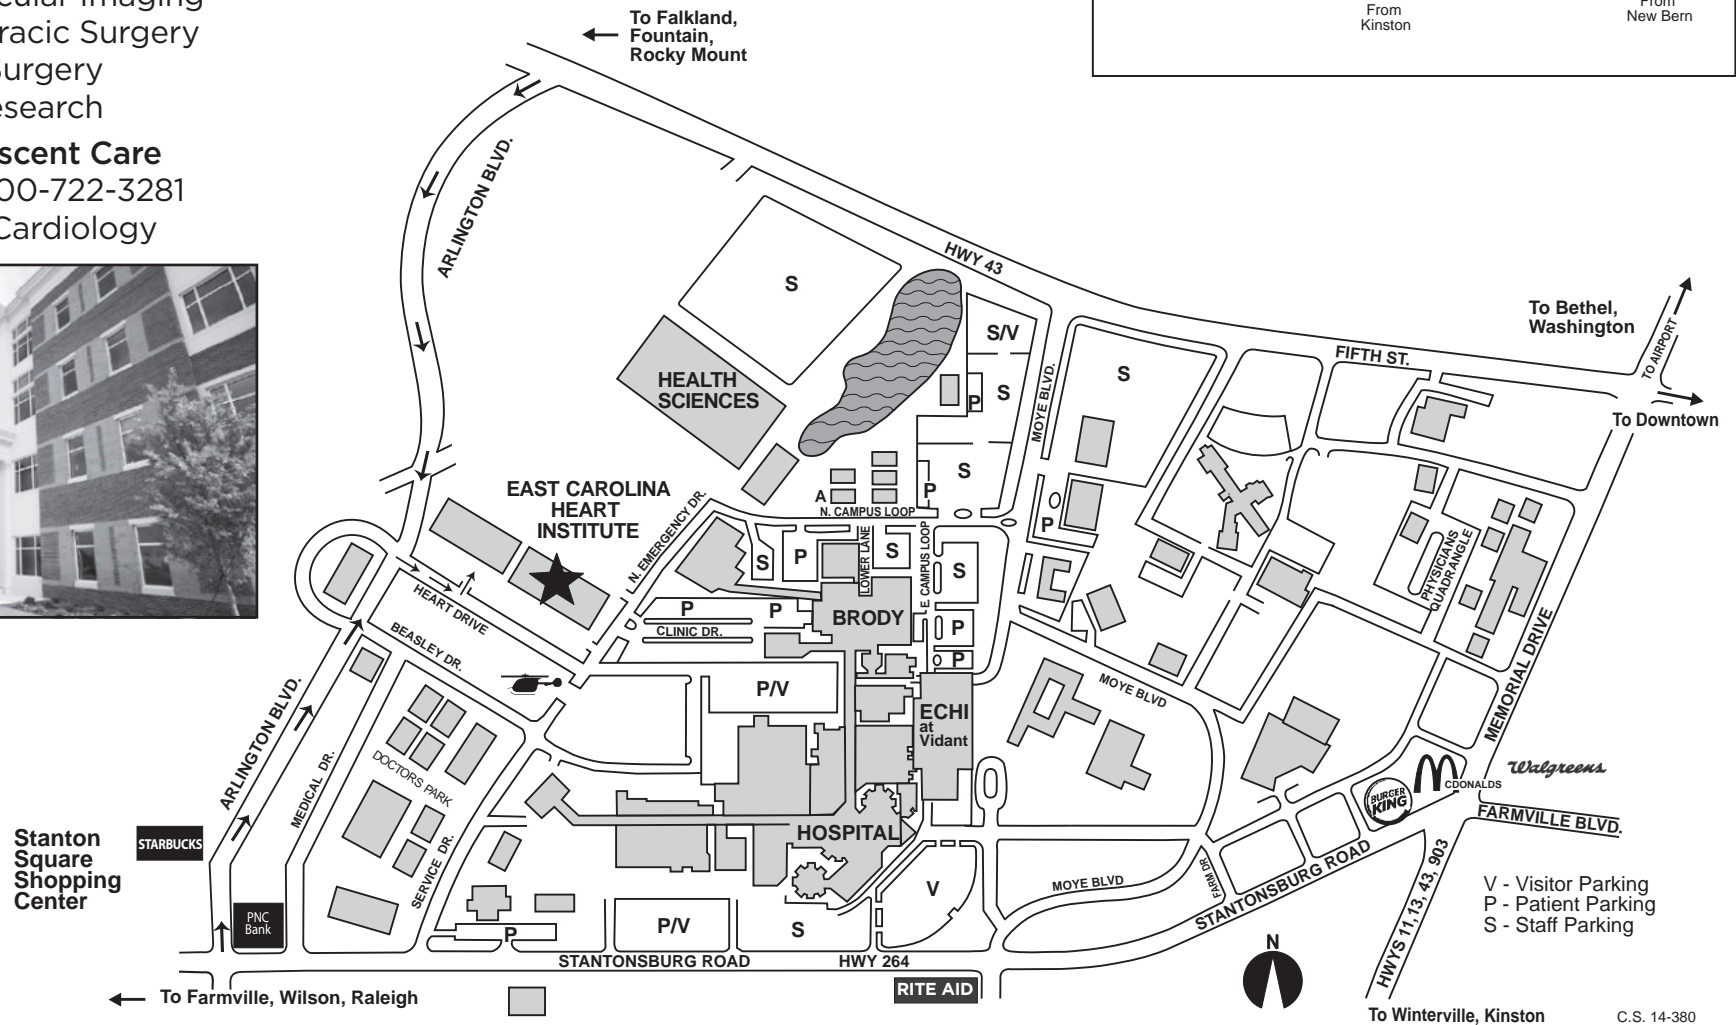 racic Surgery
Surgery
scent Care
00-722-3281
Cardiology
From
Kinston
From
New Bern
To Falkland,
Fountain,
Rocky Mount
ARLINGTON BLVD.
HWY 43
S
S/V
S
P
S
P
MOYE BLVD.
S
P
HEALTH
SCIENCES
FIFTH ST.
To Bethel,
Washington
TO AIRPORT
To Downtown
EAST CAROLINA
HEART
INSTITUTE
N. EMERGENCY DR.
A
N. CAMPUS LOOP
S
P
LOWER LANE
S
E. CAMPUS LOOP
S
P
P
P
P
CLINIC DR.
BRODY
P/V
ECHI
at
Vidant
HOSPITAL
HEART DRIVE
BEASLEY DR.
ARLINGTON BLVD.
MEDICAL DR.
DOCTORS PARK
SERVICE DR.
PHYSICIANS
QUADRANGLE
MEMORIAL DRIVE
MOYE BLVD
BURGER
KING
MCDONALDS
Walgreens
FARMVILLE BLVD.
Stanton
Square
Shopping
Center
STARBUCKS
PNC
Bank
P
P/V
S
V
MOYE BLVD
FARM DR.
STANTONSBURG ROAD
HWYS 11, 13, 43, 903
V - Visitor Parking
P - Patient Parking
S - Staff Parking
STANTONSBURG ROAD
HWY 264
To Farmville, Wilson, Raleigh
RITE AID
N
To Winterville, Kinston
C.S. 14-380